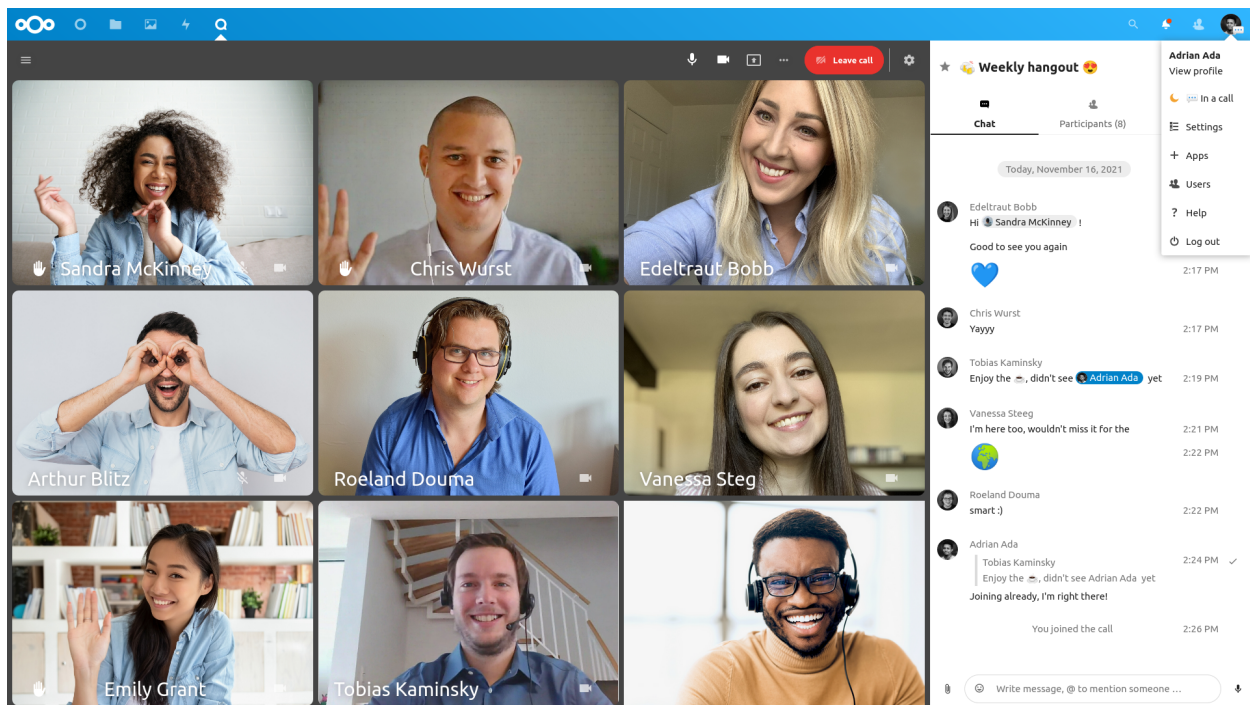 Leave call
Sandra McKinney
Chris Wurst
Edeltraut Bobb
Arthur Blitz
Roeland Douma
Vanessa Steg
Emily Grant
Tobias Kaminsky
👋 Weekly hangout 😍
Chat
Participants (8)
Today, November 16, 2021
Edeltraut Bobb
Hi Sandra McKinney !
Good to see you again
💙 2:17 PM
Chris Wurst
Yayyy 2:17 PM
Tobias Kaminsky
Enjoy the ☕, didn't see Adrian Ada yet 2:19 PM
Vanessa Steeg
I'm here too, wouldn't miss it for the 2:21 PM
🌍 2:22 PM
Roeland Douma
smart :) 2:22 PM
Adrian Ada
Tobias Kaminsky 2:24 PM
Enjoy the ☕, didn't see Adrian Ada yet
Joining already, I'm right there!
You joined the call 2:26 PM
Write message, @ to mention someone ...
Adrian Ada
View profile
💬 In a call
Settings
+ Apps
Users
? Help
Log out